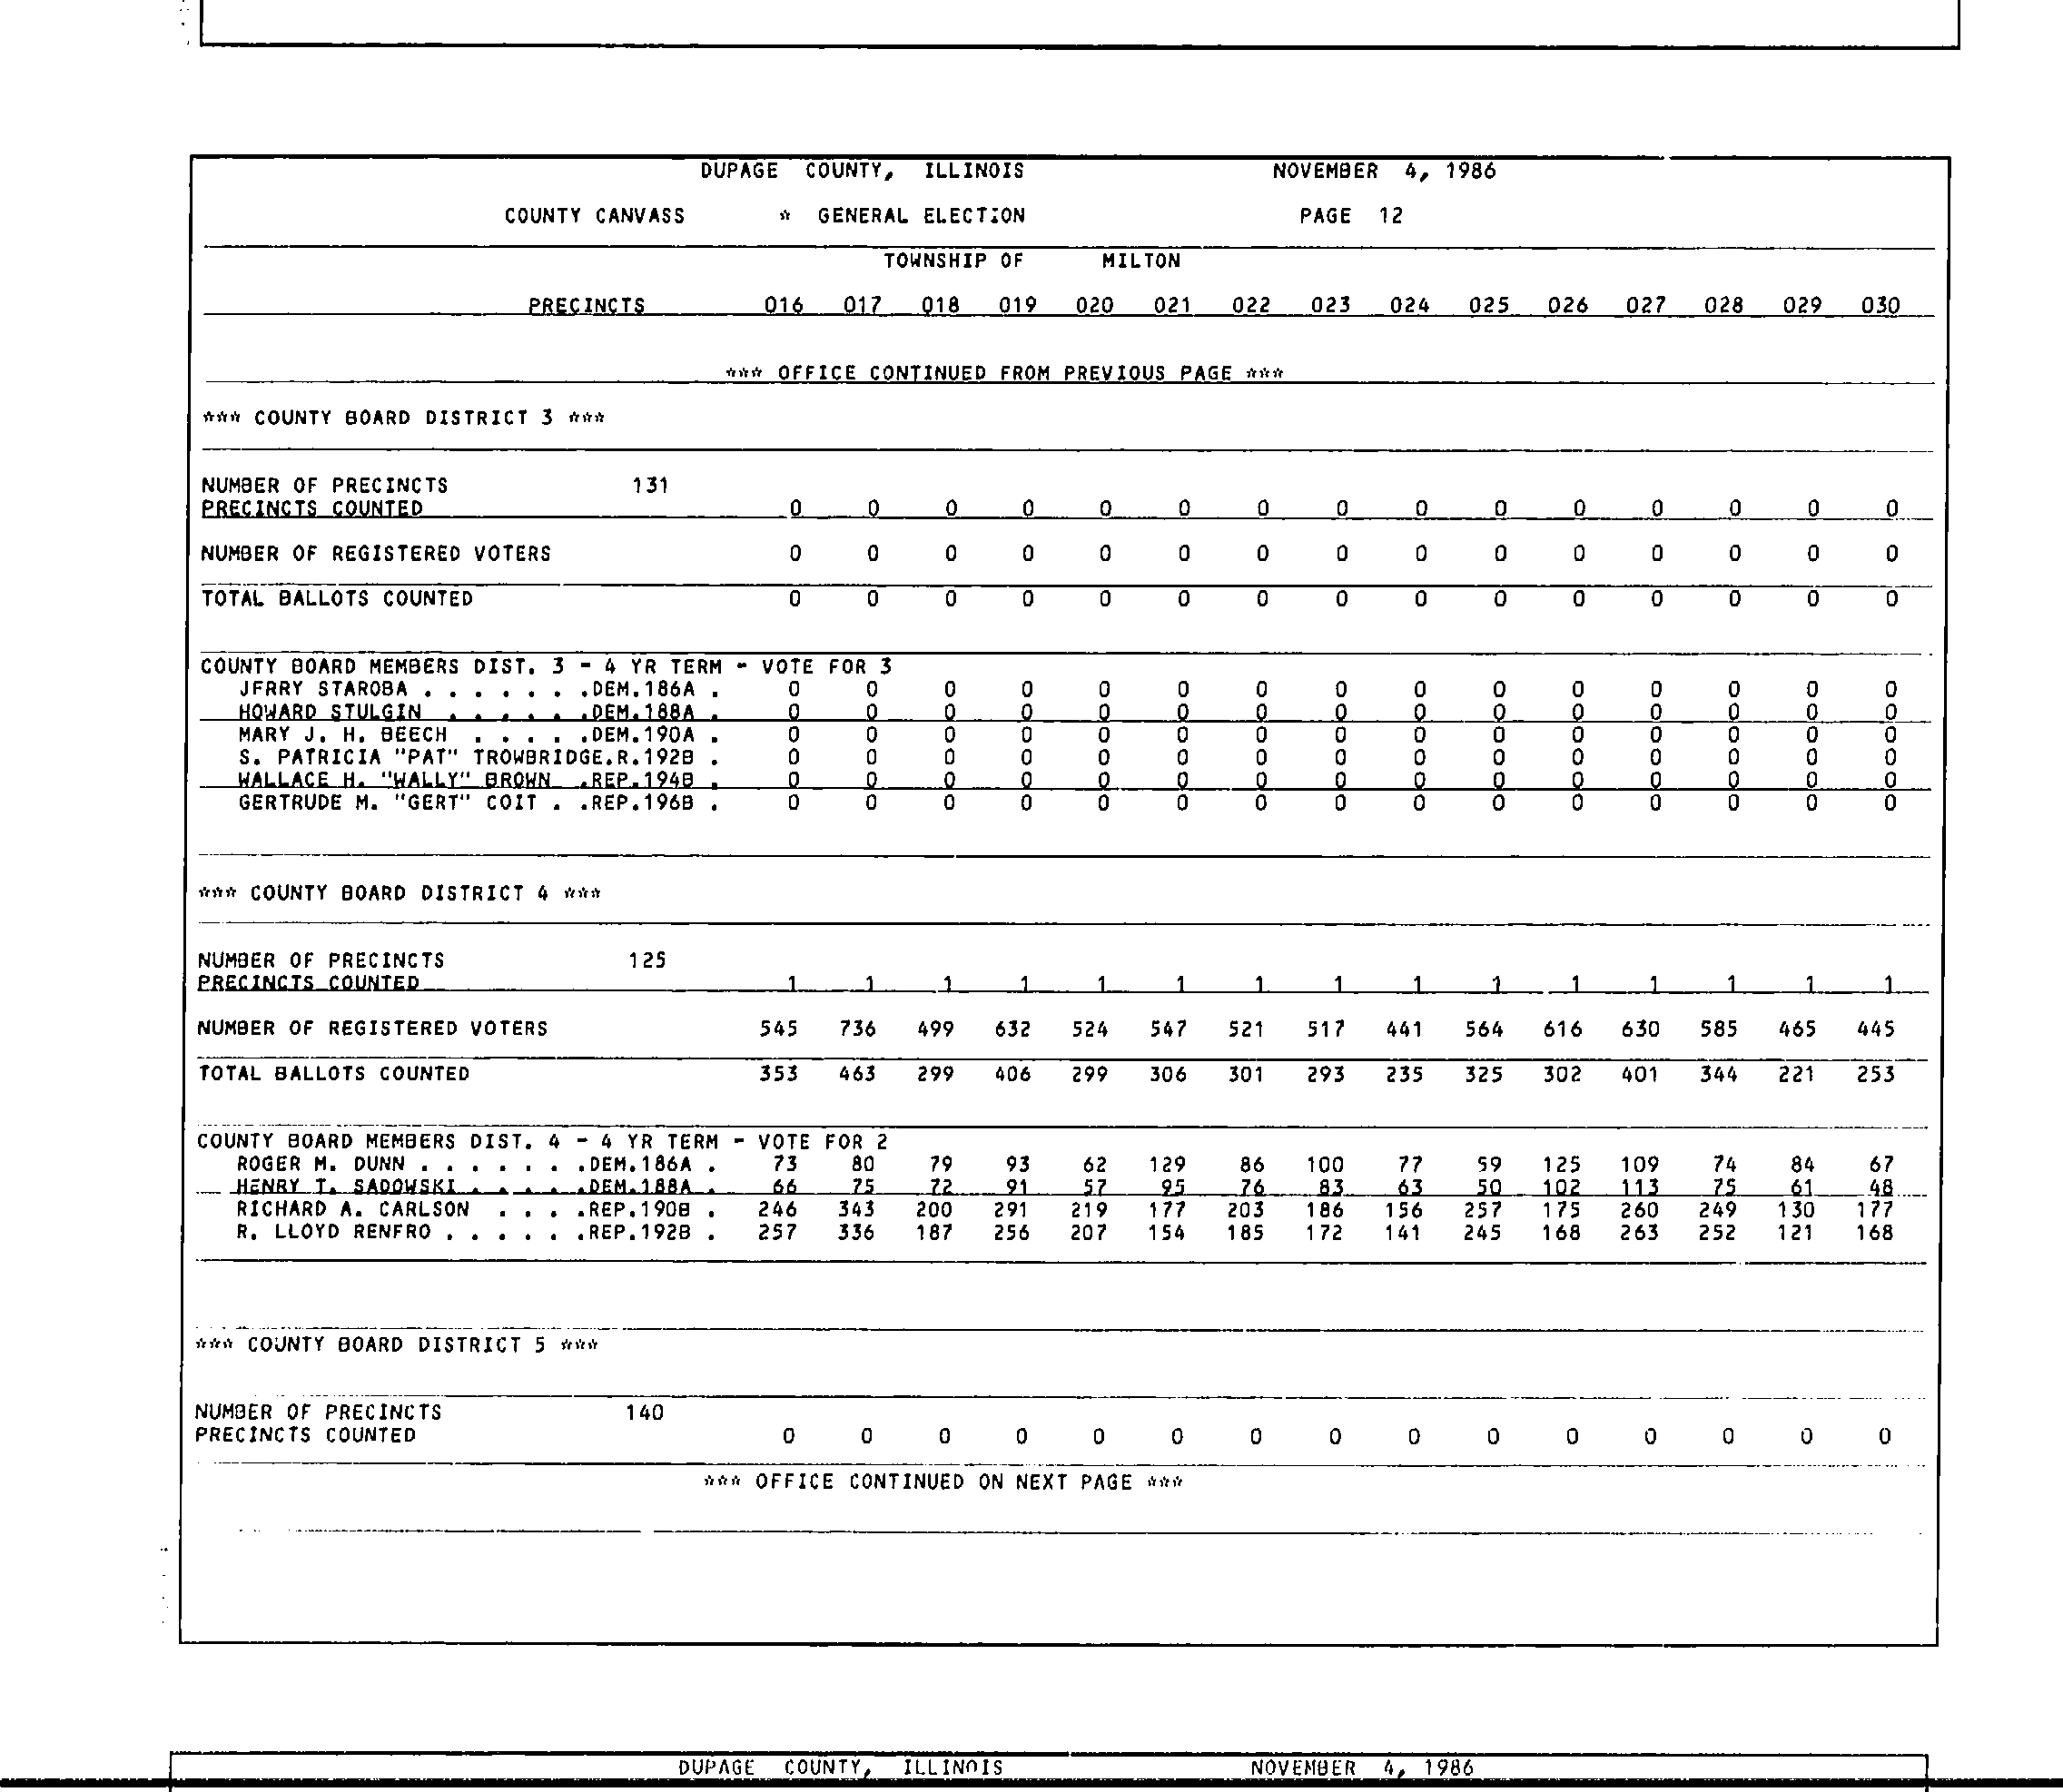 DUPAGE COUNTY, ILLINOIS NOVEMBER 4, 1986
COUNTY CANVASS * GENERAL ELECTION PAGE 12
TOWNSHIP OF MILTON
PRECINCTS 016 017 018 019 020 021 022 023 024 025 026 027 028 029 030
*** OFFICE CONTINUED FROM PREVIOUS PAGE ***
*** COUNTY BOARD DISTRICT 3 ***
NUMBER OF PRECINCTS 131
PRECINCTS COUNTED 0 0 0 0 0 0 0 0 0 0 0 0 0 0 0
NUMBER OF REGISTERED VOTERS 0 0 0 0 0 0 0 0 0 0 0 0 0 0 0
TOTAL BALLOTS COUNTED 0 0 0 0 0 0 0 0 0 0 0 0 0 0 0
COUNTY BOARD MEMBERS DIST. 3 - 4 YR TERM - VOTE FOR 3
JERRY STAROBA . . . . . . .DEM.186A . 0 0 0 0 0 0 0 0 0 0 0 0 0 0 0
HOWARD STULGIN . . . . . .DEM.188A . 0 0 0 0 0 0 0 0 0 0 0 0 0 0 0
MARY J. H. BEECH . . . . .DEM.190A . 0 0 0 0 0 0 0 0 0 0 0 0 0 0 0
S. PATRICIA "PAT" TROWBRIDGE.R.192B . 0 0 0 0 0 0 0 0 0 0 0 0 0 0 0
WALLACE H. "WALLY" BROWN .REP.194B . 0 0 0 0 0 0 0 0 0 0 0 0 0 0 0
GERTRUDE M. "GERT" COIT . .REP.196B . 0 0 0 0 0 0 0 0 0 0 0 0 0 0 0
*** COUNTY BOARD DISTRICT 4 ***
NUMBER OF PRECINCTS 125
PRECINCTS COUNTED 1 1 1 1 1 1 1 1 1 1 1 1 1 1 1
NUMBER OF REGISTERED VOTERS 545 736 499 632 524 547 521 517 441 564 616 630 585 465 445
TOTAL BALLOTS COUNTED 353 463 299 406 299 306 301 293 235 325 302 401 344 221 253
COUNTY BOARD MEMBERS DIST. 4 - 4 YR TERM - VOTE FOR 2
ROGER M. DUNN . . . . . . .DEM.186A . 73 80 79 93 62 129 86 100 77 59 125 109 74 84 67
HENRY T. SADOWSKI . . . . .DEM.188A . 66 75 72 91 57 95 76 83 63 50 102 113 75 61 48
RICHARD A. CARLSON . . . .REP.190B . 246 343 200 291 219 177 203 186 156 257 175 260 249 130 177
R. LLOYD RENFRO . . . . . .REP.192B . 257 336 187 256 207 154 185 172 141 245 168 263 252 121 168
*** COUNTY BOARD DISTRICT 5 ***
NUMBER OF PRECINCTS 140
PRECINCTS COUNTED 0 0 0 0 0 0 0 0 0 0 0 0 0 0 0
*** OFFICE CONTINUED ON NEXT PAGE ***
DUPAGE COUNTY, ILLINOIS NOVEMBER 4, 1986